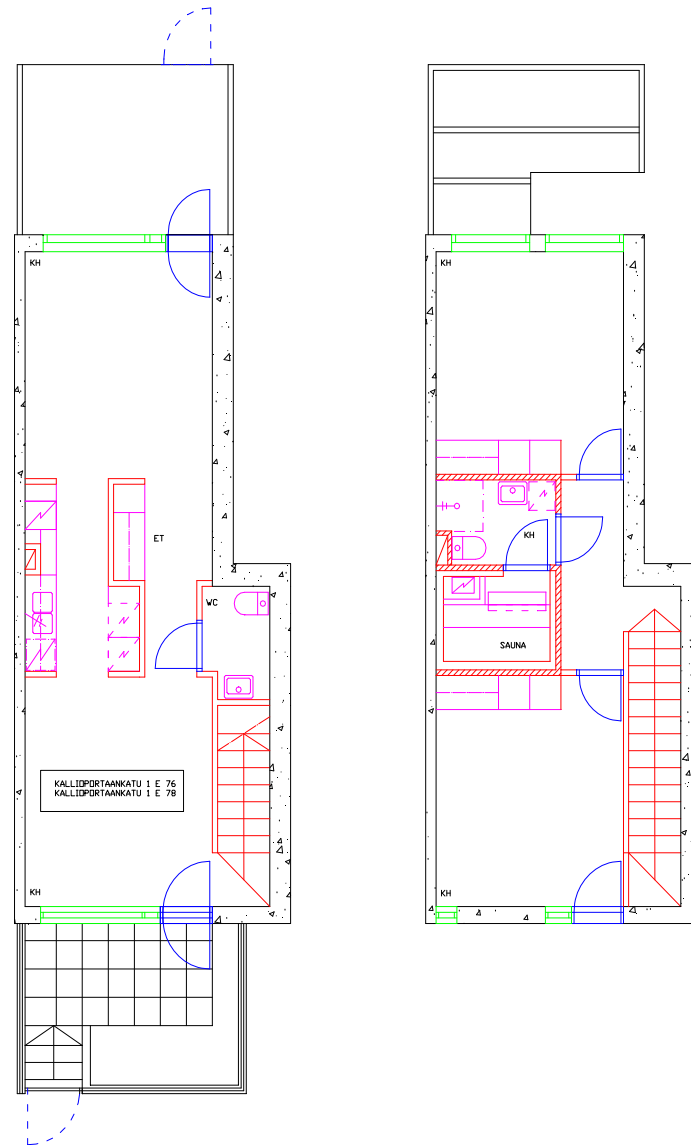 KH
ET
WC
KALLIOPORTAANKATU 1 E 76
KALLIOPORTAANKATU 1 E 78
KH
KH
KH
SAUNA
KH